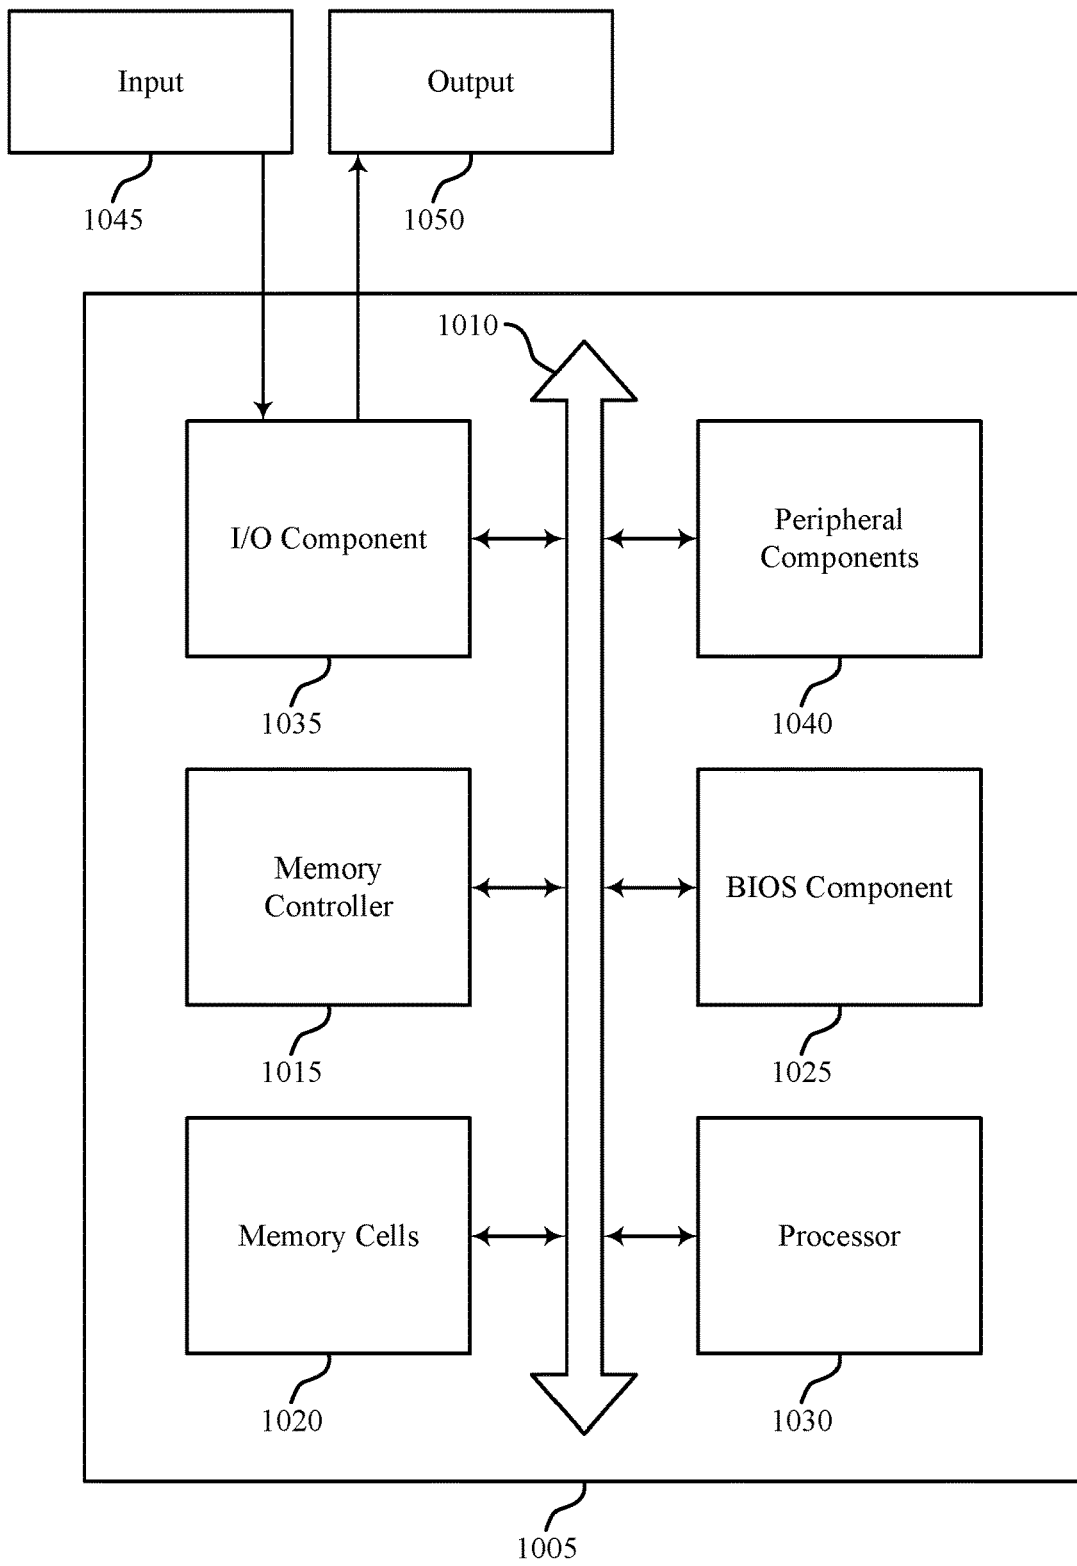 Input
Output
1045
1050
1010
I/O Component
Peripheral
Components
1035
1040
Memory
Controller
BIOS Component
1015
1025
Memory Cells
Processor
1020
1030
1005